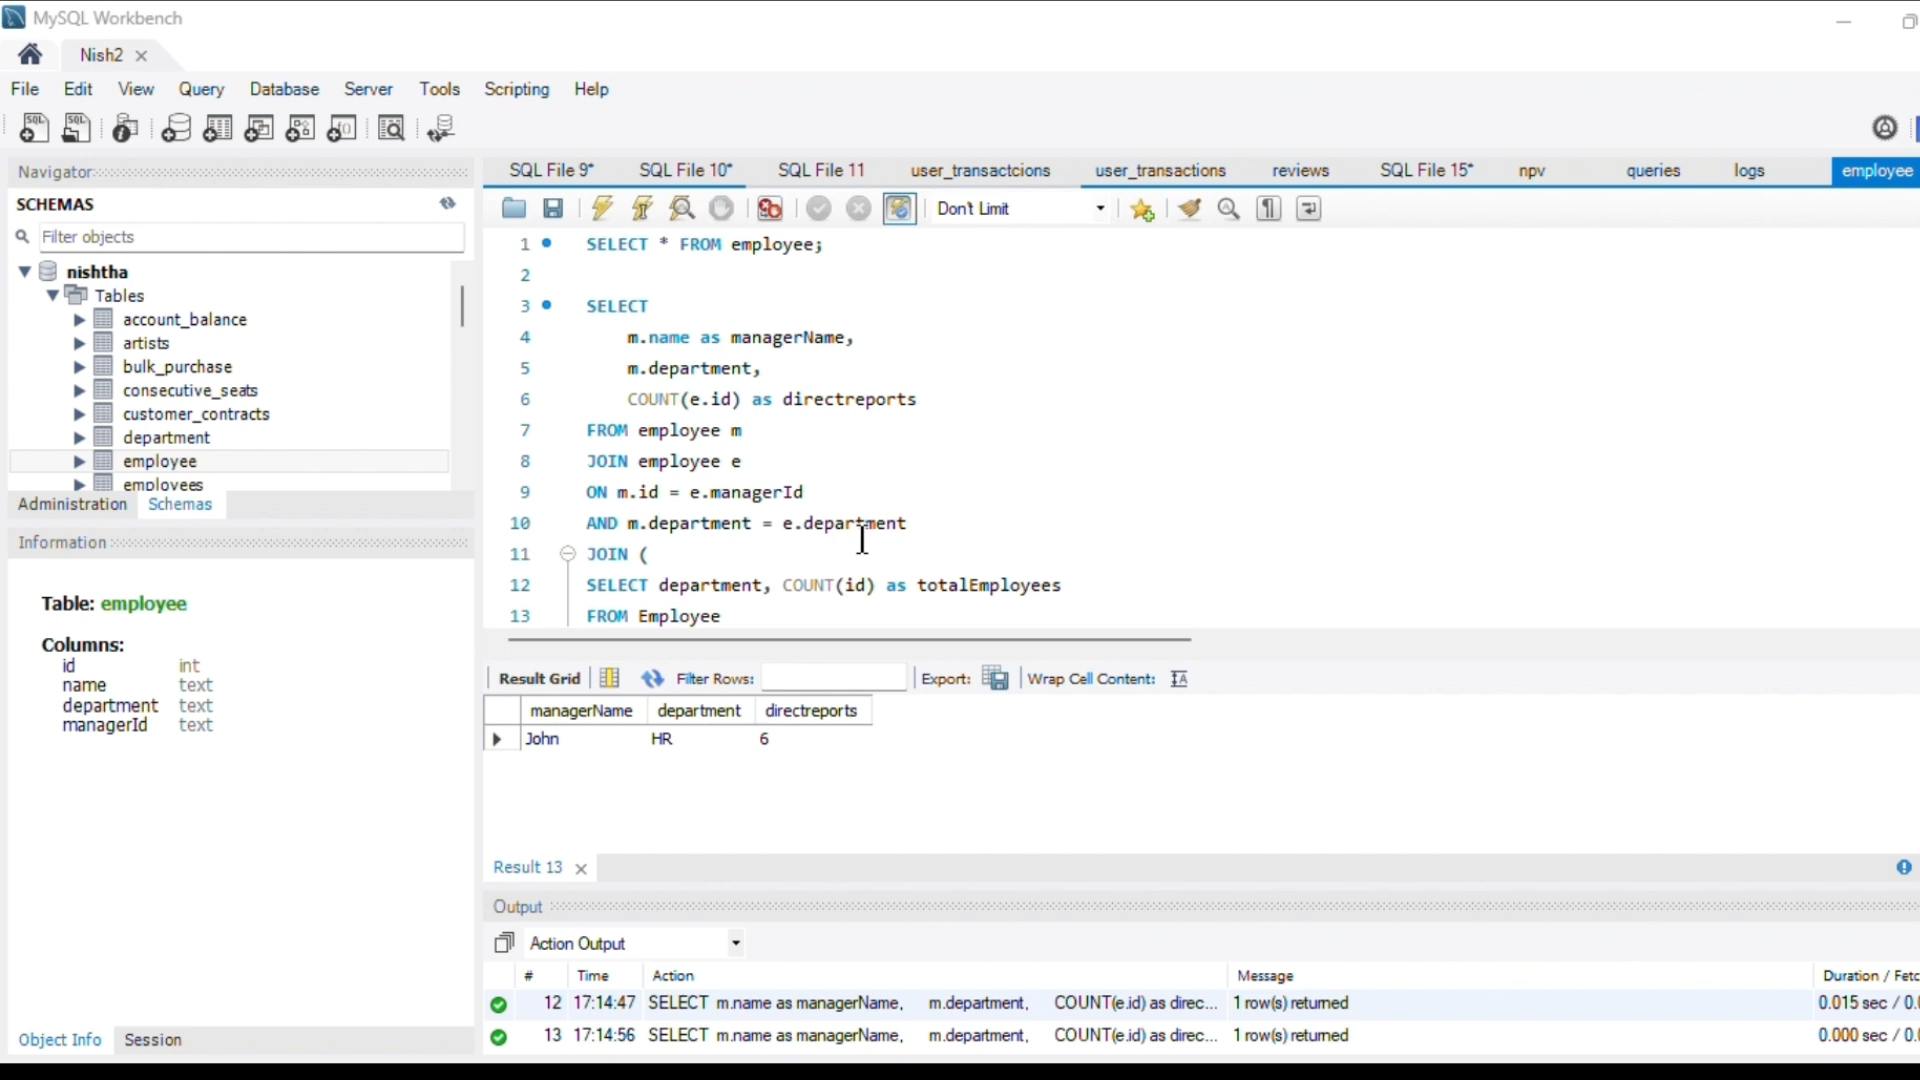 MySQL Workbench
Nish2
File Edit View Query Database Server Tools Scripting Help
Navigator
SCHEMAS
Filter objects
nishtha
Tables
account_balance
artists
bulk_purchase
consecutive_seats
customer_contracts
department
employee
employees
Administration Schemas
Information
Table: employee
Columns:
id int
name text
department text
managerId text
Object Info Session
SQL File 9* SQL File 10* SQL File 11 user_transactcions user_transactions reviews SQL File 15* npv queries logs employee
Don't Limit
1 SELECT * FROM employee;
2
3 SELECT
4 m.name as managerName,
5 m.department,
6 COUNT(e.id) as directreports
7 FROM employee m
8 JOIN employee e
9 ON m.id = e.managerId
10 AND m.department = e.department
11 JOIN (
12 SELECT department, COUNT(id) as totalEmployees
13 FROM Employee
Result Grid Filter Rows: Export: Wrap Cell Content:
managerName department directreports
John HR 6
Result 13
Output
Action Output
# Time Action Message Duration / Fetc
12 17:14:47 SELECT m.name as managerName, m.department, COUNT(e.id) as direc... 1 row(s) returned 0.015 sec / 0.0
13 17:14:56 SELECT m.name as managerName, m.department, COUNT(e.id) as direc... 1 row(s) returned 0.000 sec / 0.0